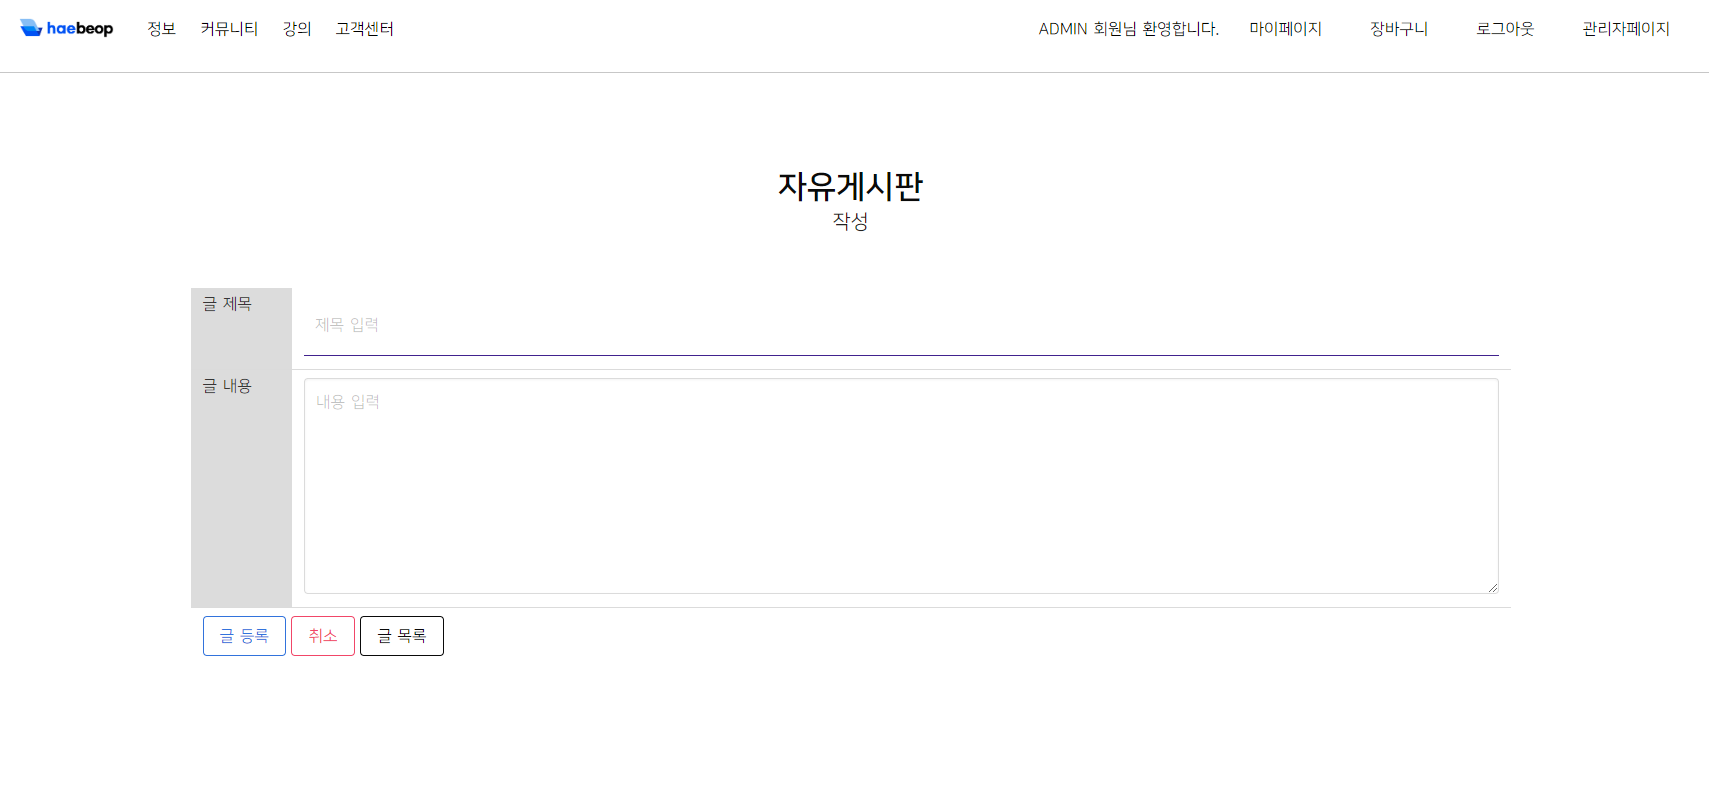 haebeop 정보 커뮤니티 강의 고객센터 ADMIN 회원님 환영합니다. 마이페이지 장바구니 로그아웃 관리자페이지
자유게시판
작성
글 제목
제목 입력
글 내용
내용 입력
글 등록 취소 글 목록